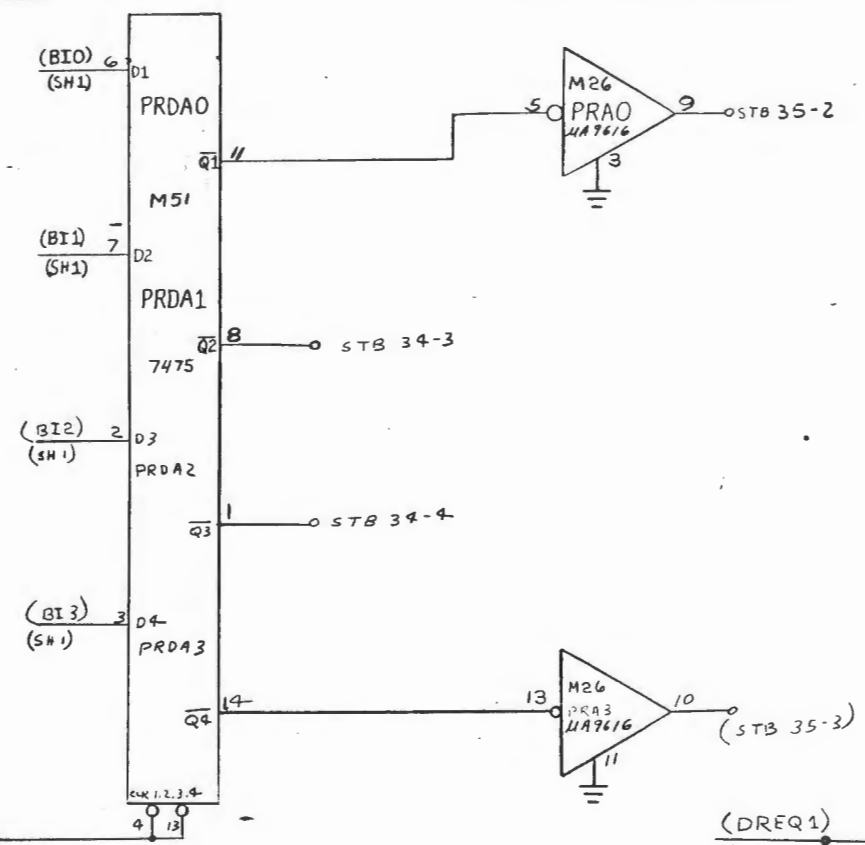 (BI0) 6
(SH1)
D1
PRDA0
Q1 11
M51
(BI1) 7
(SH1)
D2
PRDA1
Q2 8
STB 34-3
7475
(BI2) 2
(SH1)
D3
PRDA2
Q3 1
STB 34-4
(BI3) 3
(SH1)
D4
PRDA3
Q4 14
CLK 1.2.3.4
4 13
5
M26
PRA0
μA9616
9
STB 35-2
3
13
M26
PRA3
μA9616
10
(STB 35-3)
11
(DREQ1)